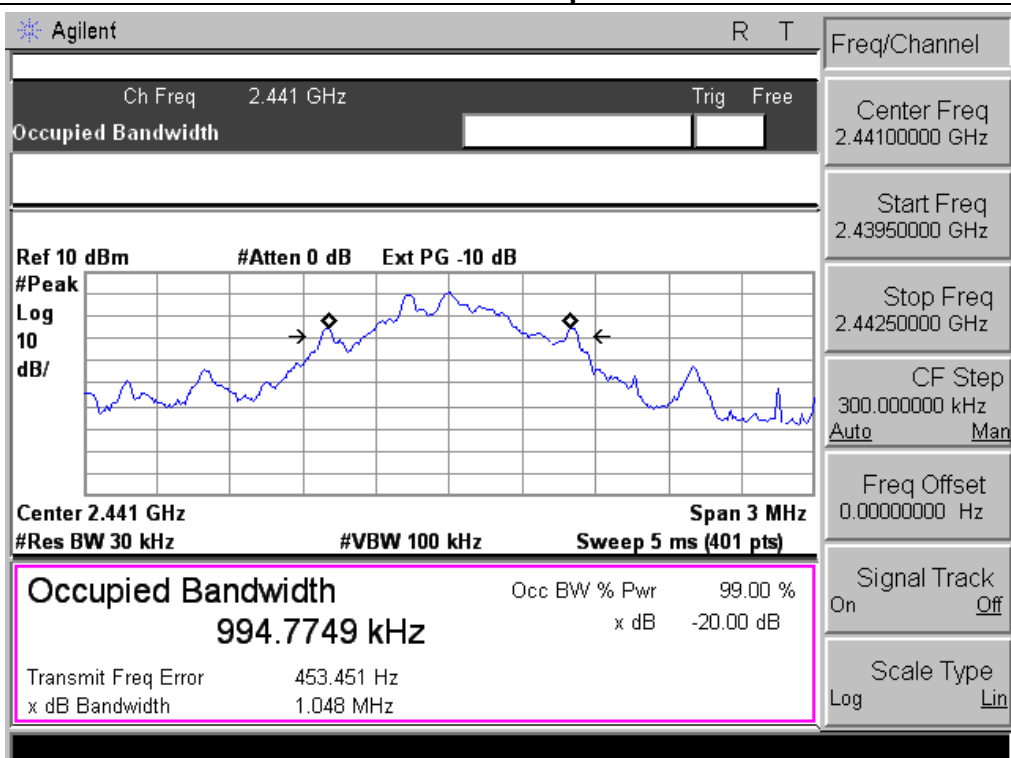 Agilent R T
Ch Freq 2.441 GHz Trig Free
Occupied Bandwidth
Ref 10 dBm #Atten 0 dB Ext PG -10 dB
#Peak
Log
10
dB/
Center 2.441 GHz Span 3 MHz
#Res BW 30 kHz #VBW 100 kHz Sweep 5 ms (401 pts)
Occupied Bandwidth
994.7749 kHz
Occ BW % Pwr 99.00 %
x dB -20.00 dB
Transmit Freq Error 453.451 Hz
x dB Bandwidth 1.048 MHz
Freq/Channel
Center Freq
2.44100000 GHz
Start Freq
2.43950000 GHz
Stop Freq
2.44250000 GHz
CF Step
300.000000 kHz
Auto Man
Freq Offset
0.00000000 Hz
Signal Track
On Off
Scale Type
Log Lin